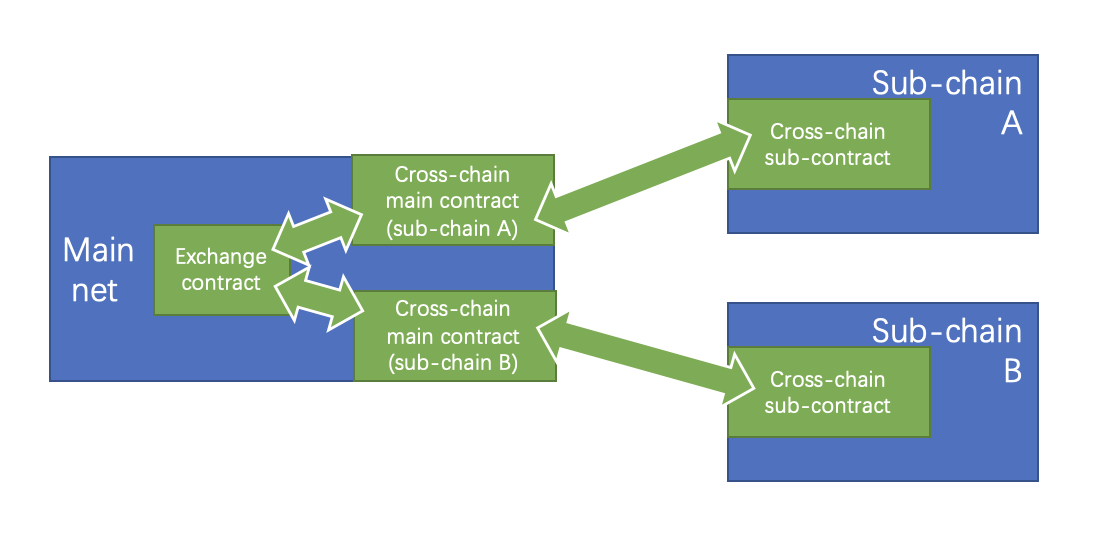 Main
net
Exchange
contract
Cross-chain
main contract
(sub-chain A)
Cross-chain
main contract
(sub-chain B)
Sub-chain
A
Cross-chain
sub-contract
Sub-chain
B
Cross-chain
sub-contract